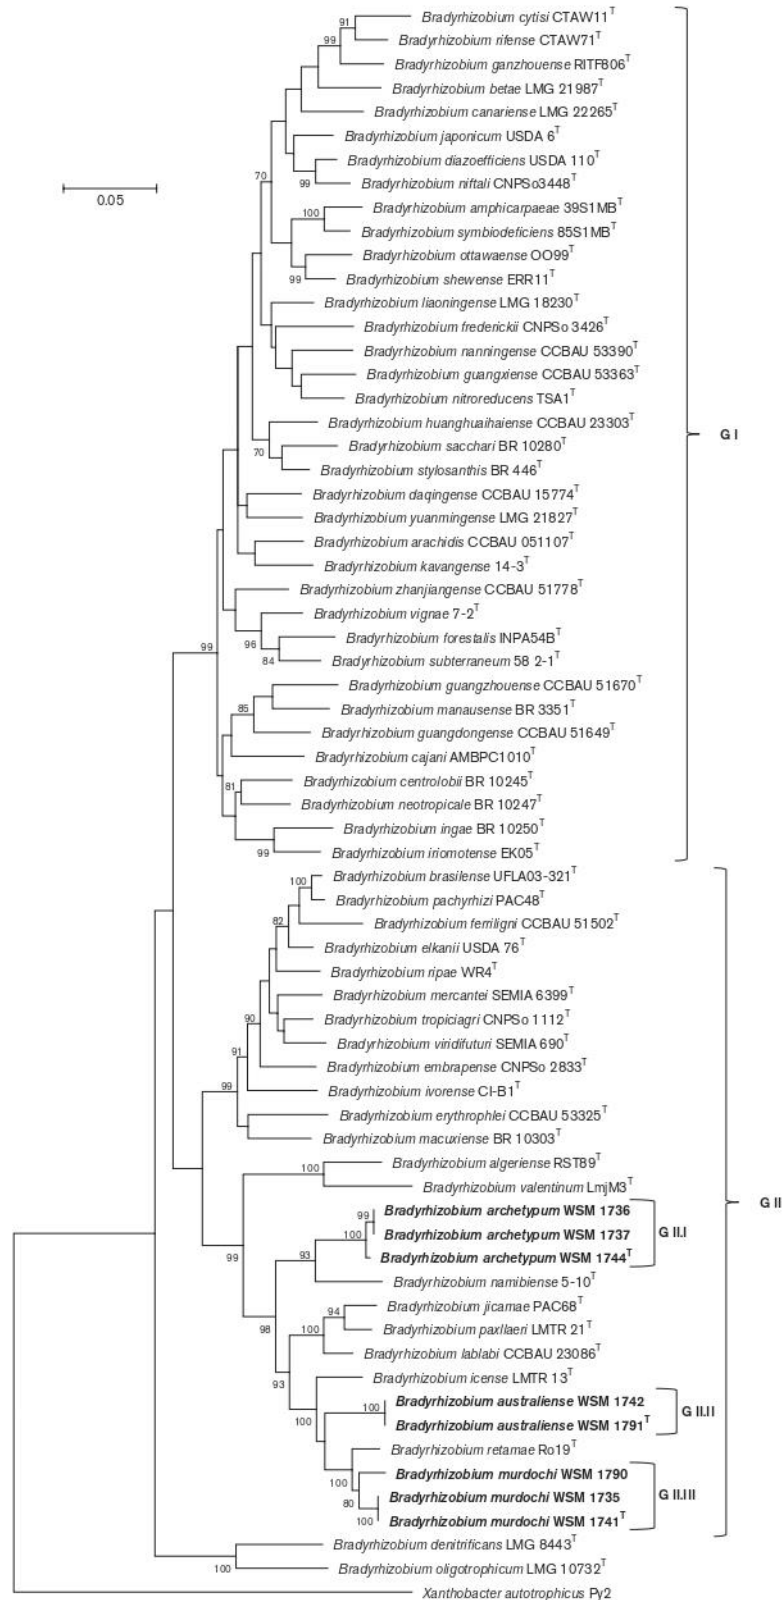 91
Bradyrhizobium cytisi CTAW11T
99
Bradyrhizobium rifense CTAW71T
Bradyrhizobium ganzhouense RITF806T
Bradyrhizobium betae LMG 21987T
Bradyrhizobium canariense LMG 22265T
Bradyrhizobium japonicum USDA 6T
Bradyrhizobium diazoefficiens USDA 110T
70
99
Bradyrhizobium niftali CNPSo3448T
0.05
100
Bradyrhizobium amphicarpaeae 39S1MBT
Bradyrhizobium symbiodeficiens 85S1MBT
Bradyrhizobium ottawaense OO99T
99
Bradyrhizobium shewense ERR11T
Bradyrhizobium liaoningense LMG 18230T
Bradyrhizobium frederickii CNPSo 3426T
Bradyrhizobium nanningense CCBAU 53390T
Bradyrhizobium guangxiense CCBAU 53363T
Bradyrhizobium nitroreducens TSA1T
Bradyrhizobium huanghuaihaiense CCBAU 23303T
G I
70
Bradyrhizobium sacchari BR 10280T
Bradyrhizobium stylosanthis BR 446T
Bradyrhizobium daqingense CCBAU 15774T
Bradyrhizobium yuanmingense LMG 21827T
Bradyrhizobium arachidis CCBAU 051107T
Bradyrhizobium kavangense 14-3T
Bradyrhizobium zhanjiangense CCBAU 51778T
Bradyrhizobium vignae 7-2T
96
Bradyrhizobium forestalis INPA54BT
99
84
Bradyrhizobium subterraneum 58 2-1T
Bradyrhizobium guangzhouense CCBAU 51670T
85
Bradyrhizobium manausense BR 3351T
Bradyrhizobium guangdongense CCBAU 51649T
Bradyrhizobium cajani AMBPC1010T
81
Bradyrhizobium centrolobii BR 10245T
Bradyrhizobium neotropicale BR 10247T
Bradyrhizobium ingae BR 10250T
99
Bradyrhizobium iriomotense EK05T
100
Bradyrhizobium brasilense UFLA03-321T
Bradyrhizobium pachyrhizi PAC48T
82
Bradyrhizobium ferriligni CCBAU 51502T
Bradyrhizobium elkanii USDA 76T
Bradyrhizobium ripae WR4T
Bradyrhizobium mercantei SEMIA 6399T
90
Bradyrhizobium tropiciagri CNPSo 1112T
Bradyrhizobium viridifuturi SEMIA 690T
91
Bradyrhizobium embrapense CNPSo 2833T
99
Bradyrhizobium ivorense CI-B1T
Bradyrhizobium erythrophlei CCBAU 53325T
Bradyrhizobium macuxiense BR 10303T
Bradyrhizobium algeriense RST89T
100
Bradyrhizobium valentinum LmjM3T
G II
99
Bradyrhizobium archetypum WSM 1736
100
Bradyrhizobium archetypum WSM 1737
G II.I
99
93
Bradyrhizobium archetypum WSM 1744T
Bradyrhizobium namibiense 5-10T
94
Bradyrhizobium jicamae PAC68T
98
100
Bradyrhizobium paxllaeri LMTR 21T
Bradyrhizobium lablabi CCBAU 23086T
93
Bradyrhizobium icense LMTR 13T
100
Bradyrhizobium australiense WSM 1742
G II.II
100
Bradyrhizobium australiense WSM 1791T
Bradyrhizobium retamae Ro19T
100
Bradyrhizobium murdochi WSM 1790
80
Bradyrhizobium murdochi WSM 1735
G II.III
100
Bradyrhizobium murdochi WSM 1741T
Bradyrhizobium denitrificans LMG 8443T
100
Bradyrhizobium oligotrophicum LMG 10732T
Xanthobacter autotrophicus Py2